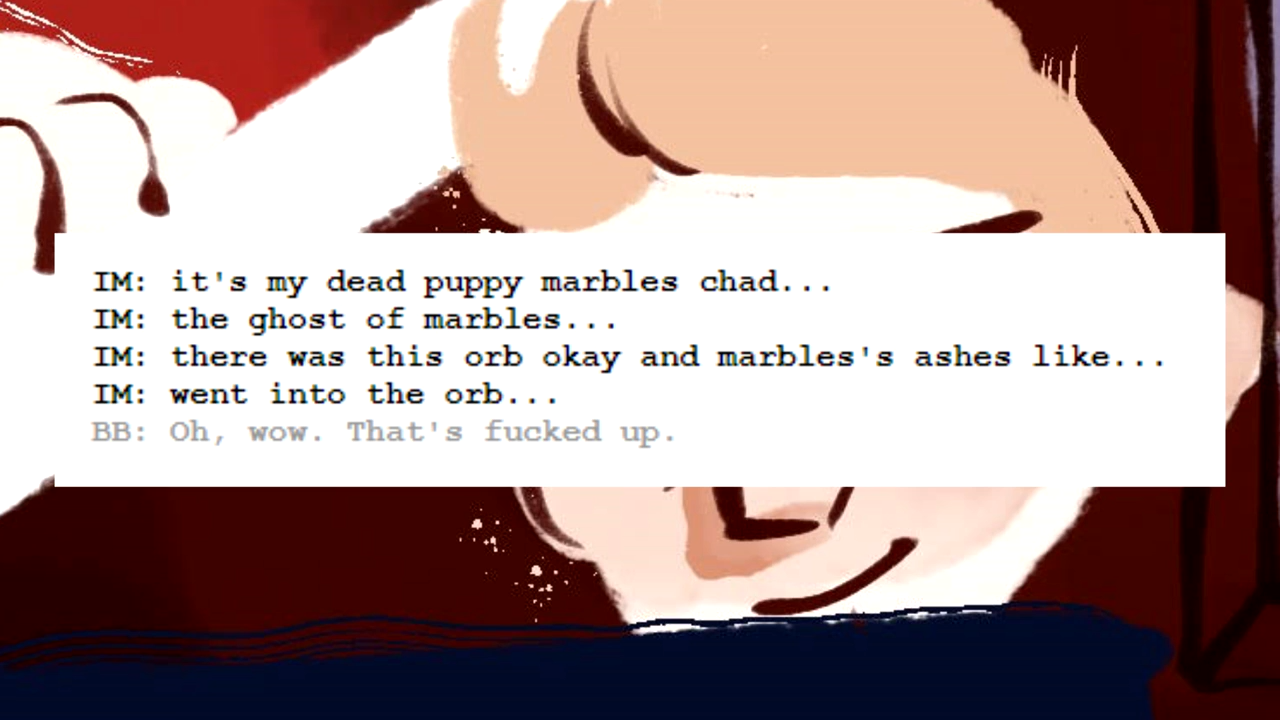 IM: it's my dead puppy marbles chad...
IM: the ghost of marbles...
IM: there was this orb okay and marbles's ashes like...
IM: went into the orb...
BB: Oh, wow. That's fucked up.